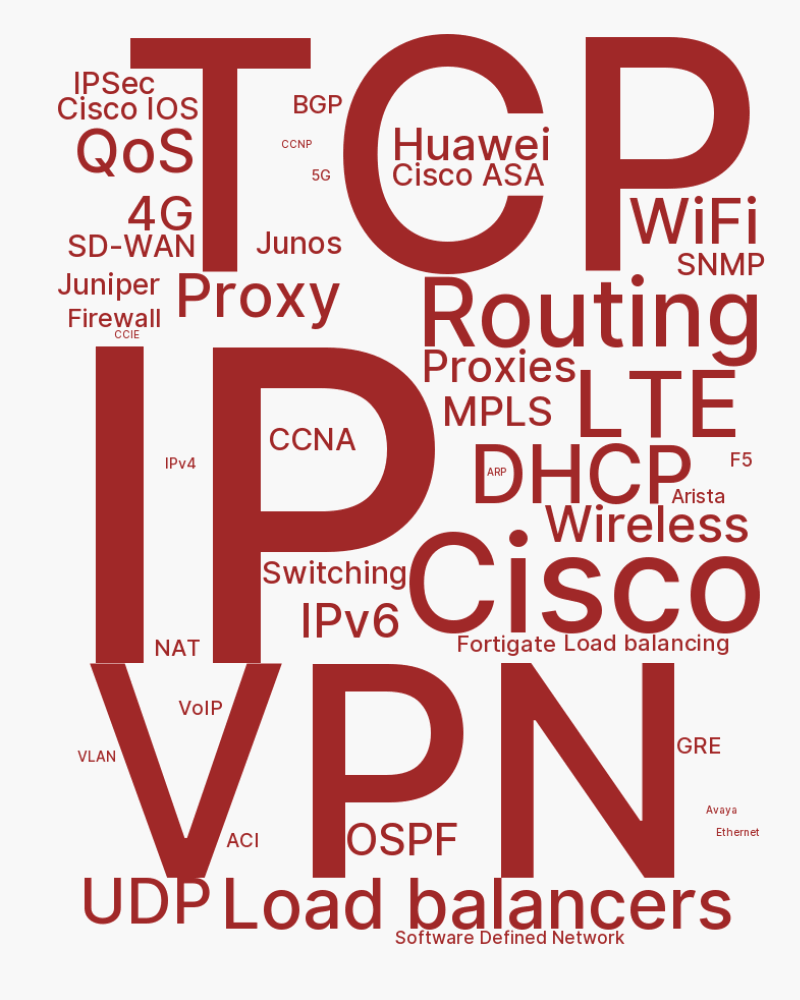 TCP
IPSec
Cisco IOS
BGP
QoS
CCNP
Huawei
5G
Cisco ASA
4G
WiFi
SD-WAN
Junos
SNMP
Juniper
Proxy
Routing
Firewall
CCIE
Proxies
IP
LTE
MPLS
CCNA
IPv4
DHCP
ARP
F5
Arista
Wireless
Cisco
Switching
IPv6
NAT
Fortigate
Load balancing
VPN
VoIP
VLAN
GRE
Avaya
Ethernet
ACI
OSPF
UDP
Load balancers
Software Defined Network